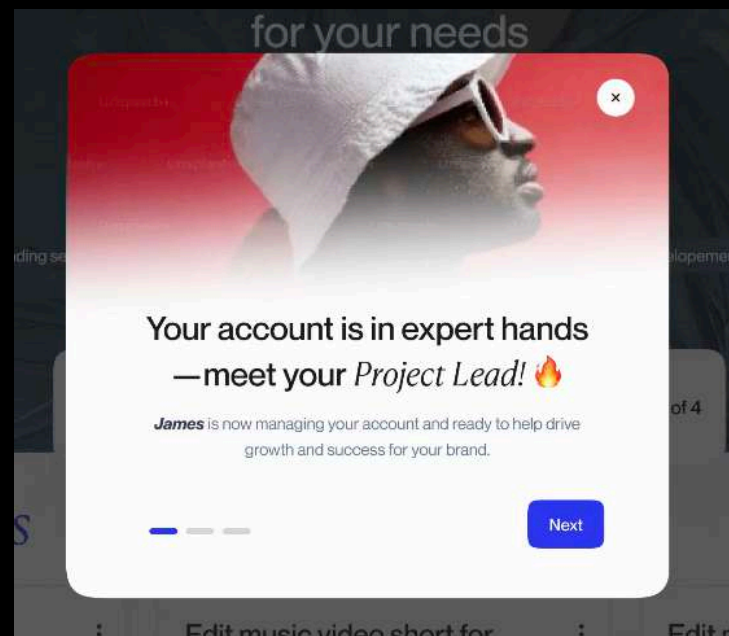 for your needs
×
Your account is in expert hands
—meet your Project Lead! 🔥
James is now managing your account and ready to help drive
growth and success for your brand.
of 4
Next
Edit music video short for
Edit